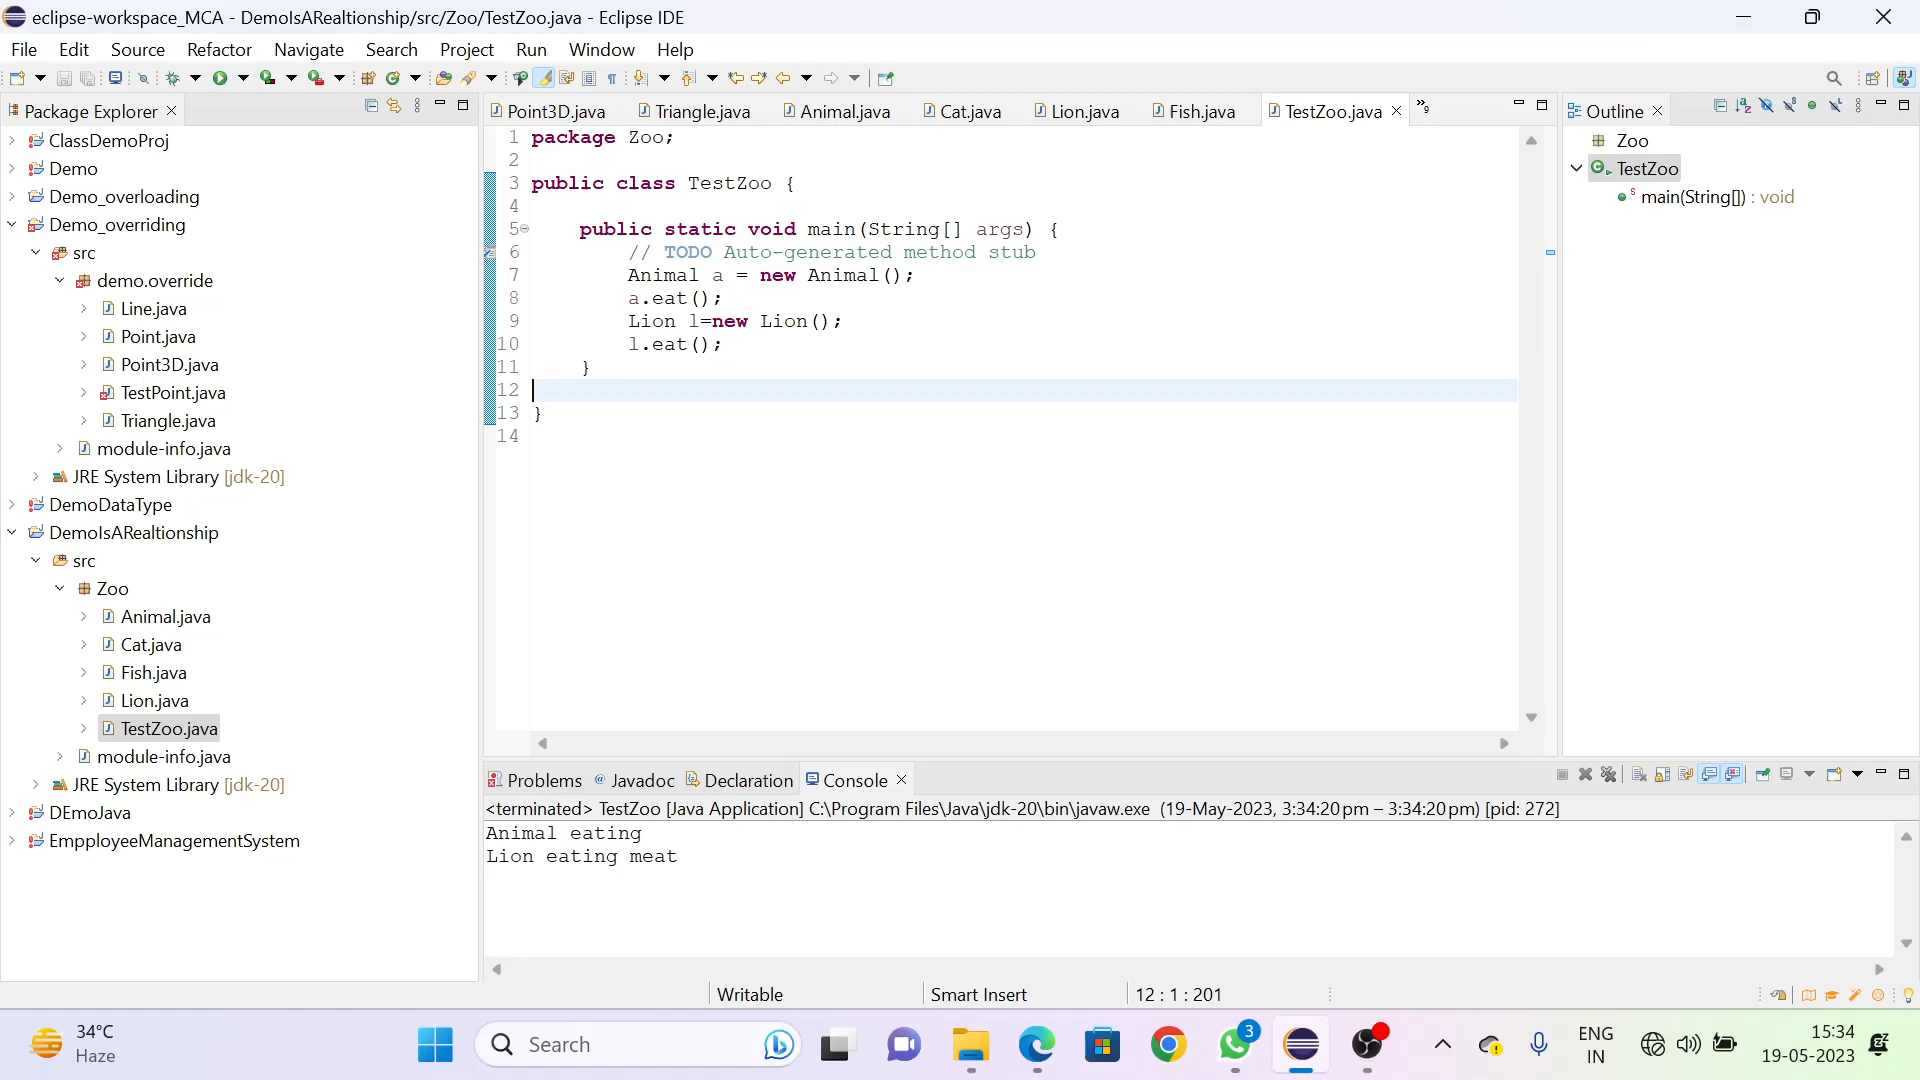 eclipse-workspace_MCA - DemoIsARealtionship/src/Zoo/TestZoo.java - Eclipse IDE
File Edit Source Refactor Navigate Search Project Run Window Help
Package Explorer
ClassDemoProj
Demo
Demo_overloading
Demo_overriding
src
demo.override
Line.java
Point.java
Point3D.java
TestPoint.java
Triangle.java
module-info.java
JRE System Library [jdk-20]
DemoDataType
DemoIsARealtionship
src
Zoo
Animal.java
Cat.java
Fish.java
Lion.java
TestZoo.java
module-info.java
JRE System Library [jdk-20]
DEmoJava
EmpployeeManagementSystem
Point3D.java Triangle.java Animal.java Cat.java Lion.java Fish.java TestZoo.java »9
1 package Zoo;
2
3 public class TestZoo {
4
5 public static void main(String[] args) {
6 // TODO Auto-generated method stub
7 Animal a = new Animal();
8 a.eat();
9 Lion l=new Lion();
10 l.eat();
11 }
12
13 }
14
Outline
Zoo
TestZoo
main(String[]) : void
Problems @ Javadoc Declaration Console
<terminated> TestZoo [Java Application] C:\Program Files\Java\jdk-20\bin\javaw.exe (19-May-2023, 3:34:20 pm – 3:34:20 pm) [pid: 272]
Animal eating
Lion eating meat
Writable Smart Insert 12 : 1 : 201
34°C
Haze
Search
3
ENG
IN
15:34
19-05-2023